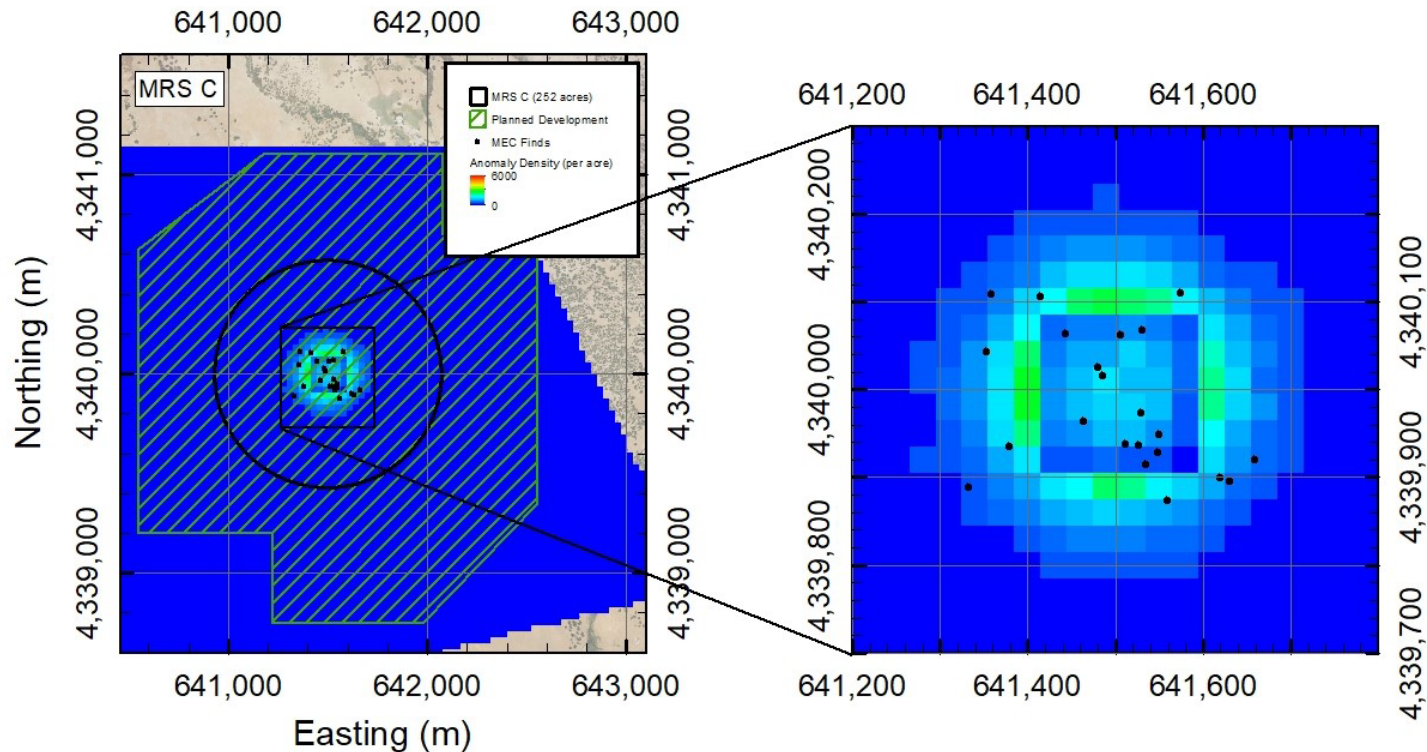 641,000 642,000 643,000
MRS C
MRS C (252 acres)
Planned Development
MEC Finds
Anomaly Density (per acre)
6000
0
4,341,000
4,340,000
4,339,000
Northing (m)
4,341,000
4,340,000
4,339,000
641,000 642,000 643,000
Easting (m)
641,200 641,400 641,600
4,340,200
4,340,000
4,339,800
4,340,100
4,339,900
4,339,700
641,200 641,400 641,600